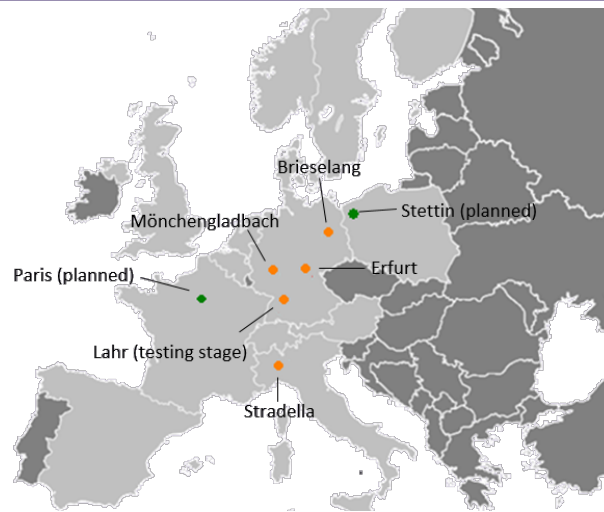 Brieselang
Stettin (planned)
Mönchengladbach
Erfurt
Paris (planned)
Lahr (testing stage)
Stradella